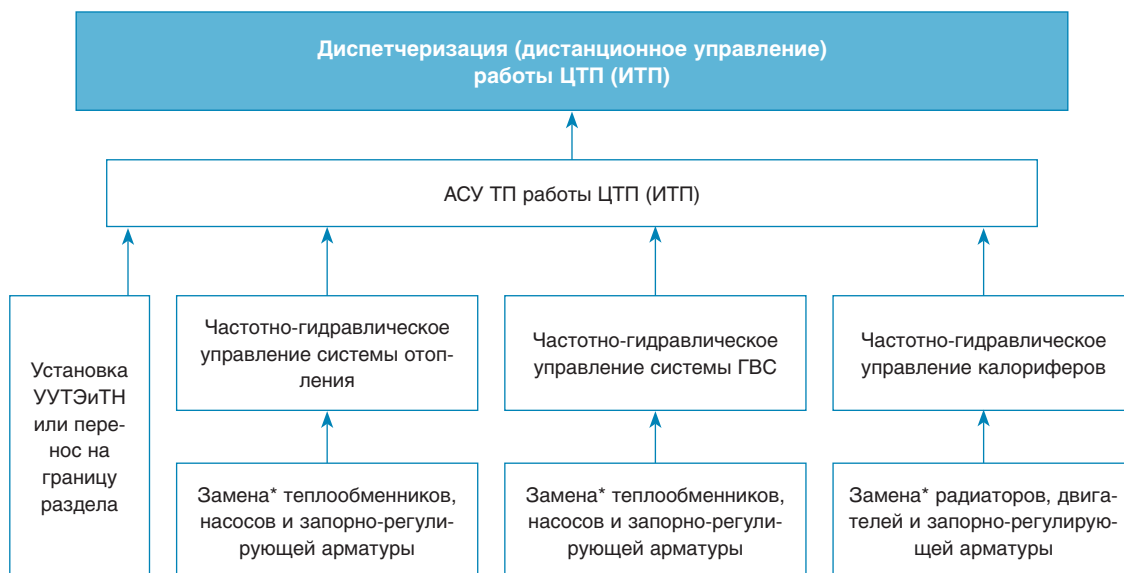 Диспетчеризация (дистанционное управление)
работы ЦТП (ИТП)
АСУ ТП работы ЦТП (ИТП)
Установка
УУТЭиТН
или пере-
нос на
границу
раздела
Частотно-гидравлическое
управление системы отоп-
ления
Частотно-гидравлическое
управление системы ГВС
Частотно-гидравлическое
управление калориферов
Замена* теплообменников,
насосов и запорно-регули-
рующей арматуры
Замена* теплообменников,
насосов и запорно-регули-
рующей арматуры
Замена* радиаторов, двига-
телей и запорно-регулирую-
щей арматуры